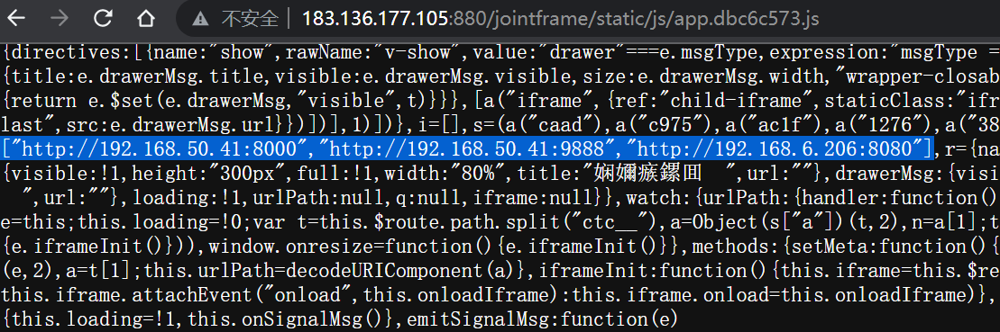 不安全 183.136.177.105:880/jointframe/static/js/app.dbc6c573.js
{directives:[{name:"show",rawName:"v-show",value:"drawer"===e.msgType,expression:"msgType =
{title:e.drawerMsg.title,visible:e.drawerMsg.visible,size:e.drawerMsg.width,"wrapper-closab
{return e.$set(e.drawerMsg,"visible",t)}}},[a("iframe",{ref:"child-iframe",staticClass:"ifr
last",src:e.drawerMsg.url}})])],1)])},i=[],s=(a("caad"),a("c975"),a("ac1f"),a("1276"),a("38
["http://192.168.50.41:8000","http://192.168.50.41:9888","http://192.168.6.206:8080"],r={na
{visible:!1,height:"300px",full:!1,width:"80%",title:"娴嬭瘯鏍囬",url:""},drawerMsg:{visi
",url:""},loading:!1,urlPath:null,q:null,iframe:null}},watch:{urlPath:{handler:function()
e=this;this.loading=!0;var t=this.$route.path.split("ctc__"),a=Object(s["a"])(t,2),n=a[1];t
{e.iframeInit()})),window.onresize=function(){e.iframeInit()}},methods:{setMeta:function(){
(e,2),a=t[1];this.urlPath=decodeURIComponent(a)},iframeInit:function(){this.iframe=this.$re
this.iframe.attachEvent("onload",this.onloadIframe):this.iframe.onload=this.onloadIframe)},
{this.loading=!1,this.onSignalMsg()},emitSignalMsg:function(e)